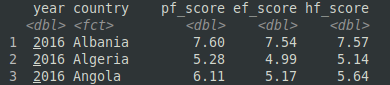 year country pf_score ef_score hf_score
<dbl> <fct> <dbl> <dbl> <dbl>
1 2016 Albania 7.60 7.54 7.57
2 2016 Algeria 5.28 4.99 5.14
3 2016 Angola 6.11 5.17 5.64